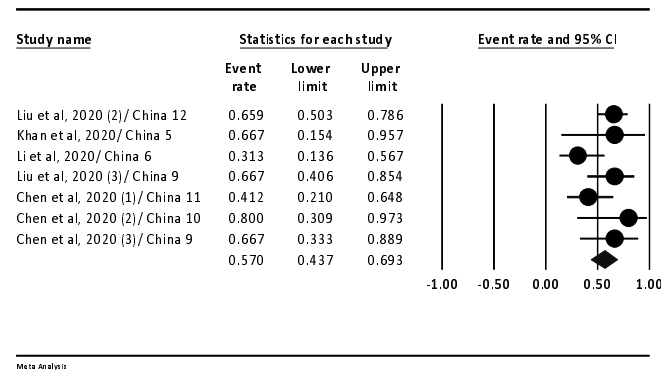 Study name Statistics for each study Event rate and 95% CI
Event Lower Upper
rate limit limit
Liu et al, 2020 (2)/ China 12 0.659 0.503 0.786
Khan et al, 2020/ China 5 0.667 0.154 0.957
Li et al, 2020/ China 6 0.313 0.136 0.567
Liu et al, 2020 (3)/ China 9 0.667 0.406 0.854
Chen et al, 2020 (1)/ China 11 0.412 0.210 0.648
Chen et al, 2020 (2)/ China 10 0.800 0.309 0.973
Chen et al, 2020 (3)/ China 9 0.667 0.333 0.889
0.570 0.437 0.693
-1.00 -0.50 0.00 0.50 1.00
Meta Analysis